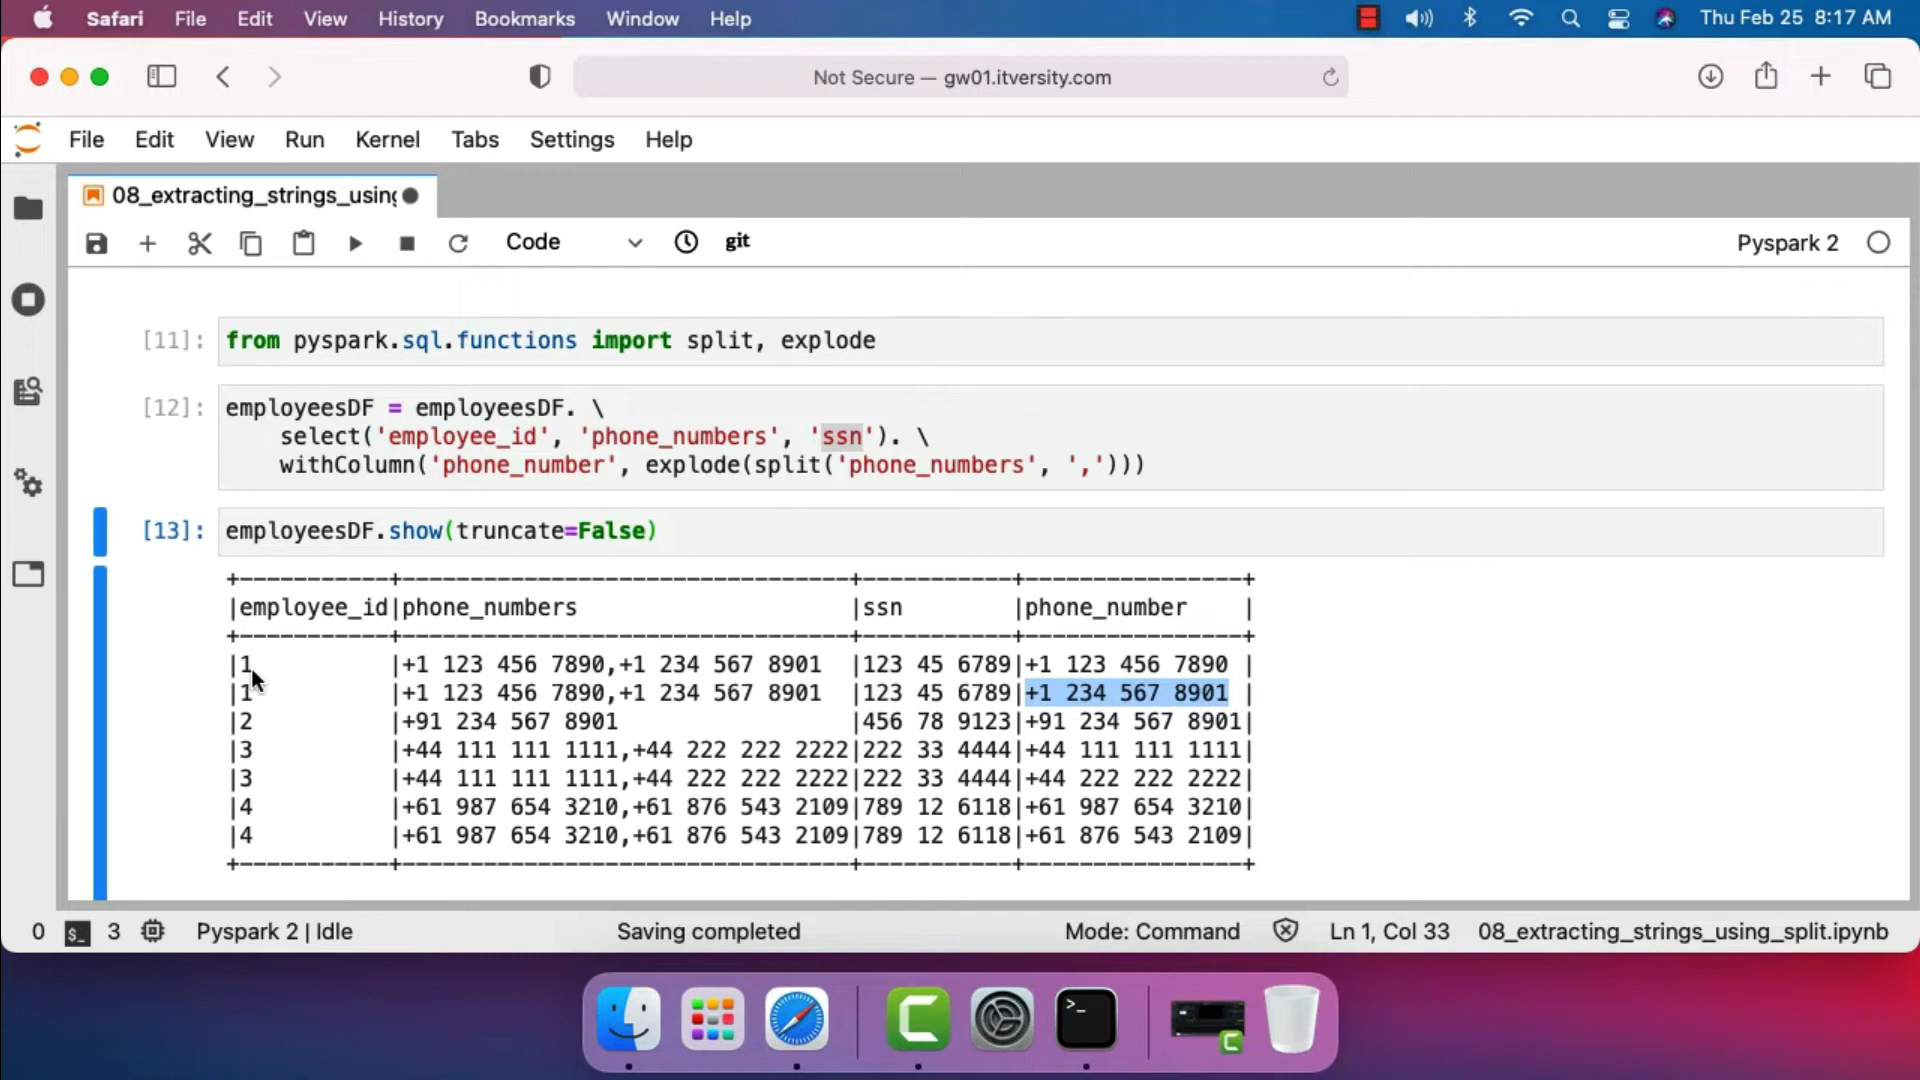 Safari File Edit View History Bookmarks Window Help Thu Feb 25 8:17 AM
Not Secure — gw01.itversity.com
File Edit View Run Kernel Tabs Settings Help
08_extracting_strings_using
Code git Pyspark 2
[11]: from pyspark.sql.functions import split, explode
[12]: employeesDF = employeesDF. \
select('employee_id', 'phone_numbers', 'ssn'). \
withColumn('phone_number', explode(split('phone_numbers', ',')))
[13]: employeesDF.show(truncate=False)
+-----------+---------------------------------+-----------+----------------+
|employee_id|phone_numbers                    |ssn        |phone_number    |
+-----------+---------------------------------+-----------+----------------+
|1          |+1 123 456 7890,+1 234 567 8901  |123 45 6789|+1 123 456 7890 |
|1          |+1 123 456 7890,+1 234 567 8901  |123 45 6789|+1 234 567 8901 |
|2          |+91 234 567 8901                 |456 78 9123|+91 234 567 8901|
|3          |+44 111 111 1111,+44 222 222 2222|222 33 4444|+44 111 111 1111|
|3          |+44 111 111 1111,+44 222 222 2222|222 33 4444|+44 222 222 2222|
|4          |+61 987 654 3210,+61 876 543 2109|789 12 6118|+61 987 654 3210|
|4          |+61 987 654 3210,+61 876 543 2109|789 12 6118|+61 876 543 2109|
+-----------+---------------------------------+-----------+----------------+
0 $_ 3 Pyspark 2 | Idle Saving completed Mode: Command Ln 1, Col 33 08_extracting_strings_using_split.ipynb
>_